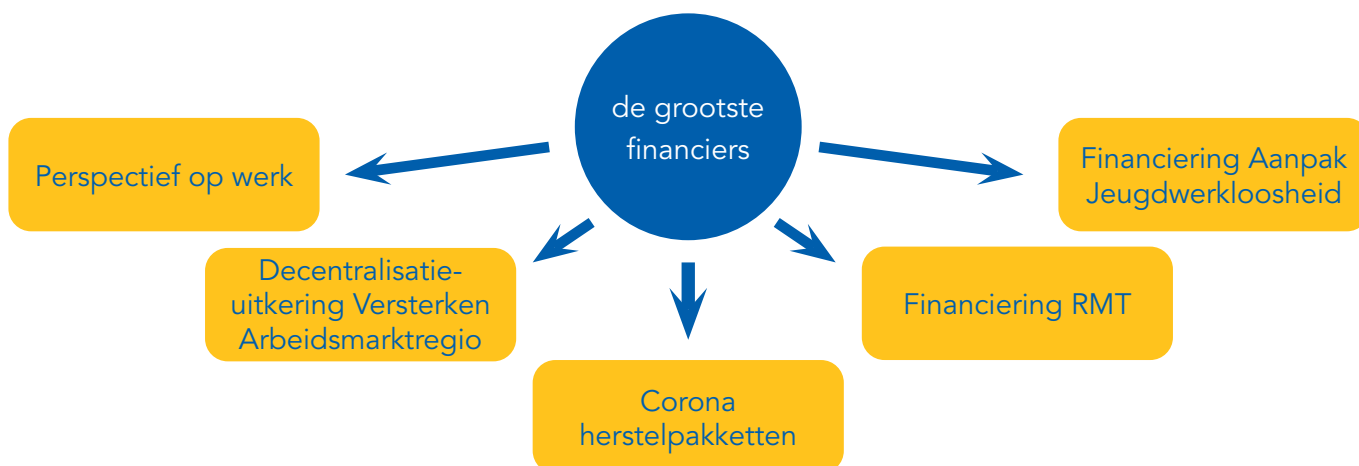 de grootste
financiers
Perspectief op werk
Decentralisatie-
uitkering Versterken
Arbeidsmarktregio
Corona
herstelpakketten
Financiering RMT
Financiering Aanpak
Jeugdwerkloosheid